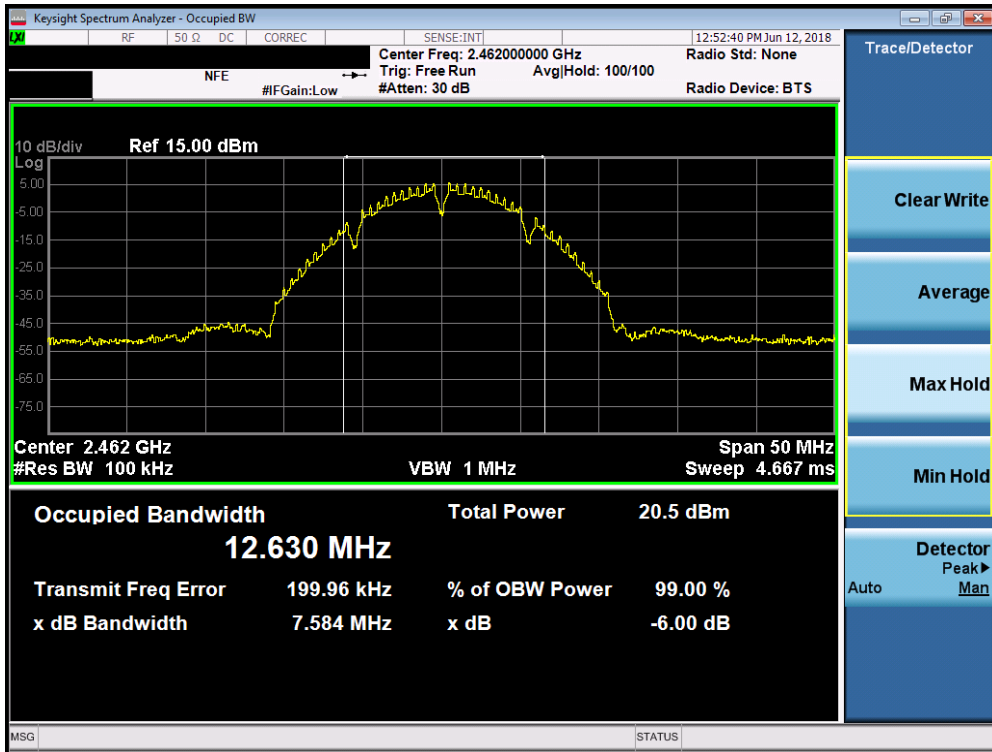 Keysight Spectrum Analyzer - Occupied BW
LXI RF 50 Ω DC CORREC SENSE:INT 12:52:40 PM Jun 12, 2018
Center Freq: 2.462000000 GHz Radio Std: None
NFE Trig: Free Run Avg|Hold: 100/100
#IFGain:Low #Atten: 30 dB Radio Device: BTS
10 dB/div Ref 15.00 dBm
Log
5.00
-5.00
-15.0
-25.0
-35.0
-45.0
-55.0
-65.0
-75.0
Center 2.462 GHz Span 50 MHz
#Res BW 100 kHz VBW 1 MHz Sweep 4.667 ms
Occupied Bandwidth Total Power 20.5 dBm
12.630 MHz
Transmit Freq Error 199.96 kHz % of OBW Power 99.00 %
x dB Bandwidth 7.584 MHz x dB -6.00 dB
MSG STATUS
Trace/Detector
Clear Write
Average
Max Hold
Min Hold
Detector
Peak▶
Auto Man